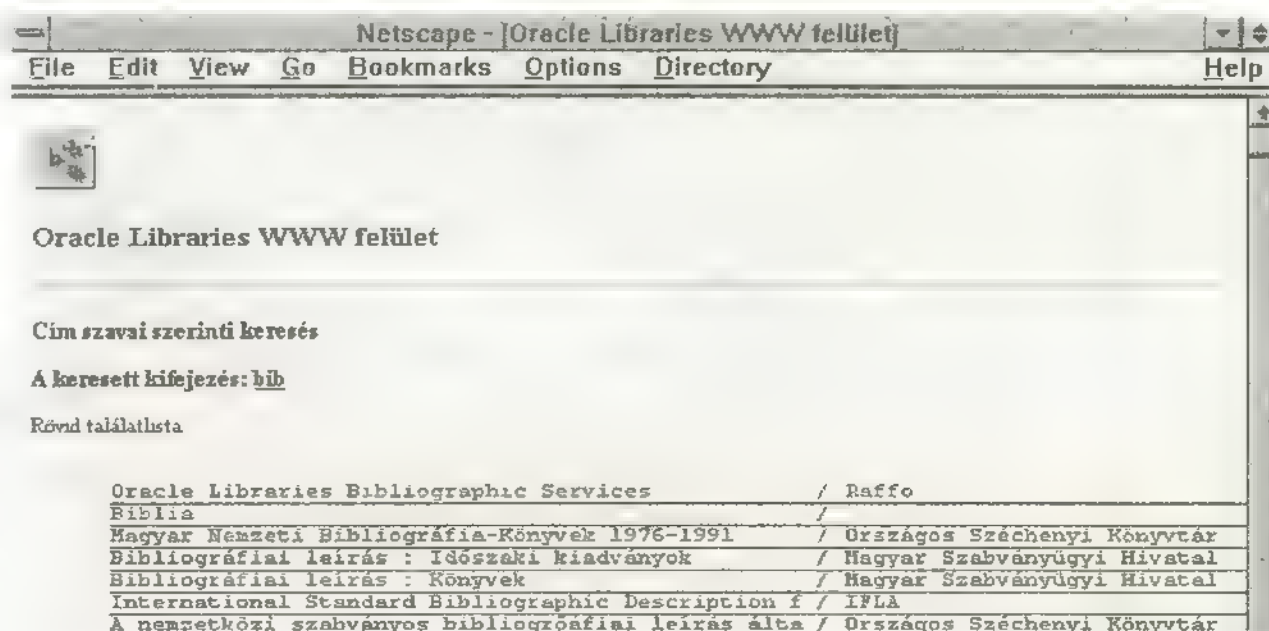 Netscape - [Oracle Libraries WWW felület]
File Edit View Go Bookmarks Options Directory Help
Oracle Libraries WWW felület
Cím szavai szerinti keresés
A keresett kifejezés: bib
Rövid találatlista
Oracle Libraries Bibliographic Services / Raffo
Biblia /
Magyar Nemzeti Bibliográfia-Könyvek 1976-1991 / Országos Széchenyi Könyvtár
Bibliográfiai leírás : Időszaki kiadványok / Magyar Szabványügyi Hivatal
Bibliográfiai leírás : Könyvek / Magyar Szabványügyi Hivatal
International Standard Bibliographic Description f / IFLA
A nemzetközi szabványos bibliogzóáfiai leírás álta / Országos Széchenyi Könyvtár